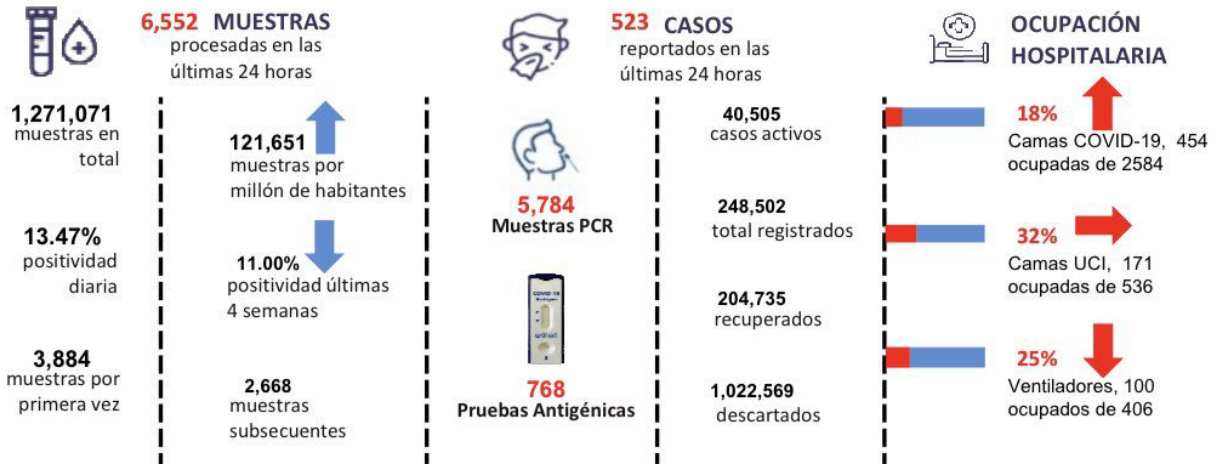 6,552 MUESTRAS
procesadas en las
últimas 24 horas
1,271,071
muestras en
total
13.47%
positividad
diaria
3,884
muestras por
primera vez
121,651
muestras por
millón de habitantes
11.00%
positividad últimas
4 semanas
2,668
muestras
subsecuentes
523 CASOS
reportados en las
últimas 24 horas
5,784
Muestras PCR
COVID 19
768
Pruebas Antigénicas
40,505
casos activos
248,502
total registrados
204,735
recuperados
1,022,569
descartados
OCUPACIÓN
HOSPITALARIA
18%
Camas COVID-19, 454
ocupadas de 2584
32%
Camas UCI, 171
ocupadas de 536
25%
Ventiladores, 100
ocupados de 406